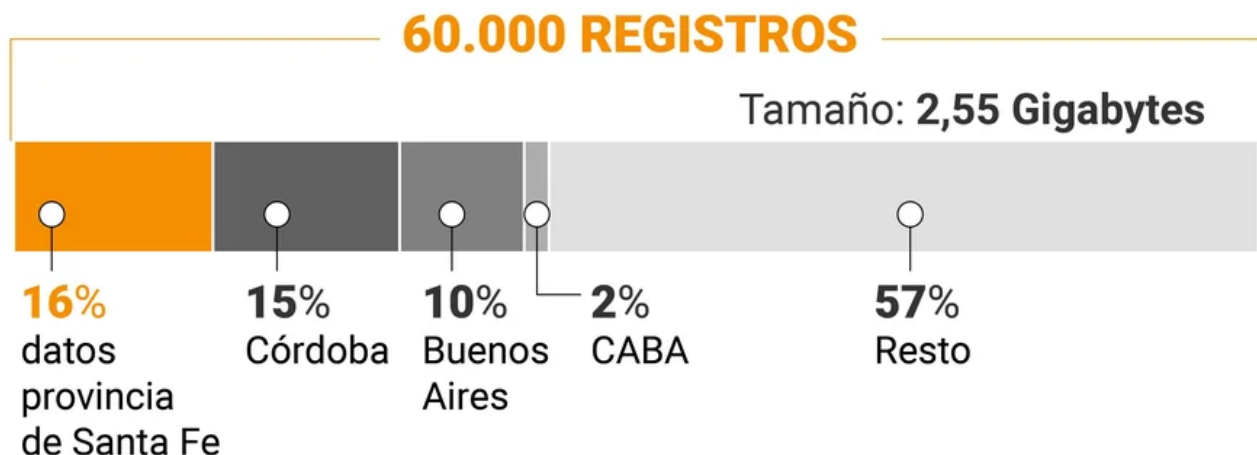 60.000 REGISTROS
Tamaño: 2,55 Gigabytes
16%
datos
provincia
de Santa Fe
15%
Córdoba
10%
Buenos
Aires
2%
CABA
57%
Resto